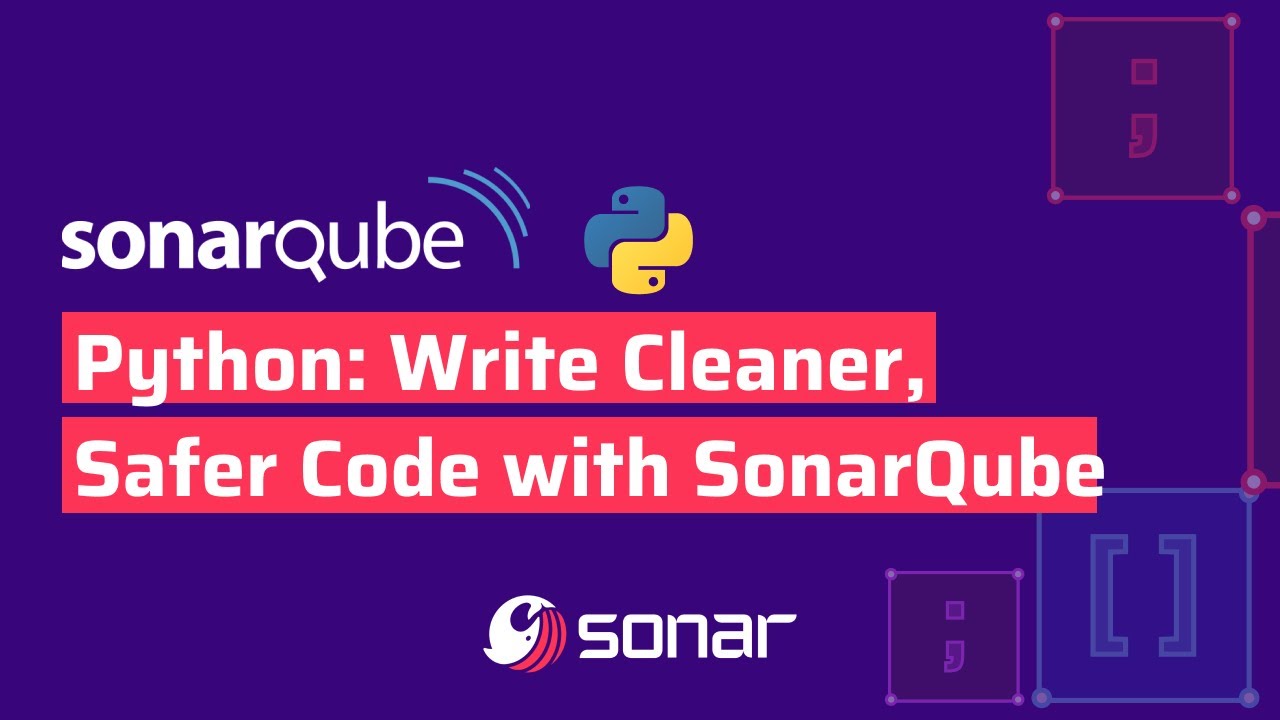 ;
sonarqube
Python: Write Cleaner,
Safer Code with SonarQube
[ ]
;
sonar